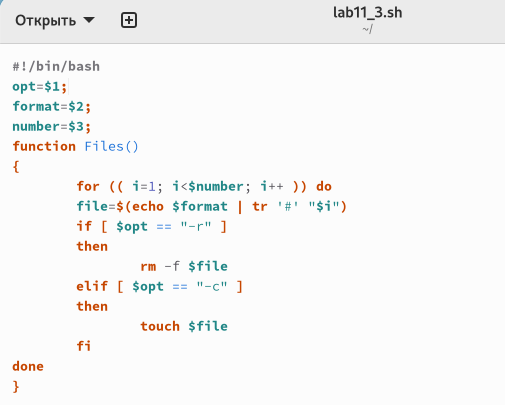 Открыть
lab11_3.sh
~/
#!/bin/bash
opt=$1;
format=$2;
number=$3;
function Files()
{
        for (( i=1; i<$number; i++ )) do
        file=$(echo $format | tr '#' "$i")
        if [ $opt == "-r" ]
        then
                rm -f $file
        elif [ $opt == "-c" ]
        then
                touch $file
        fi
done
}